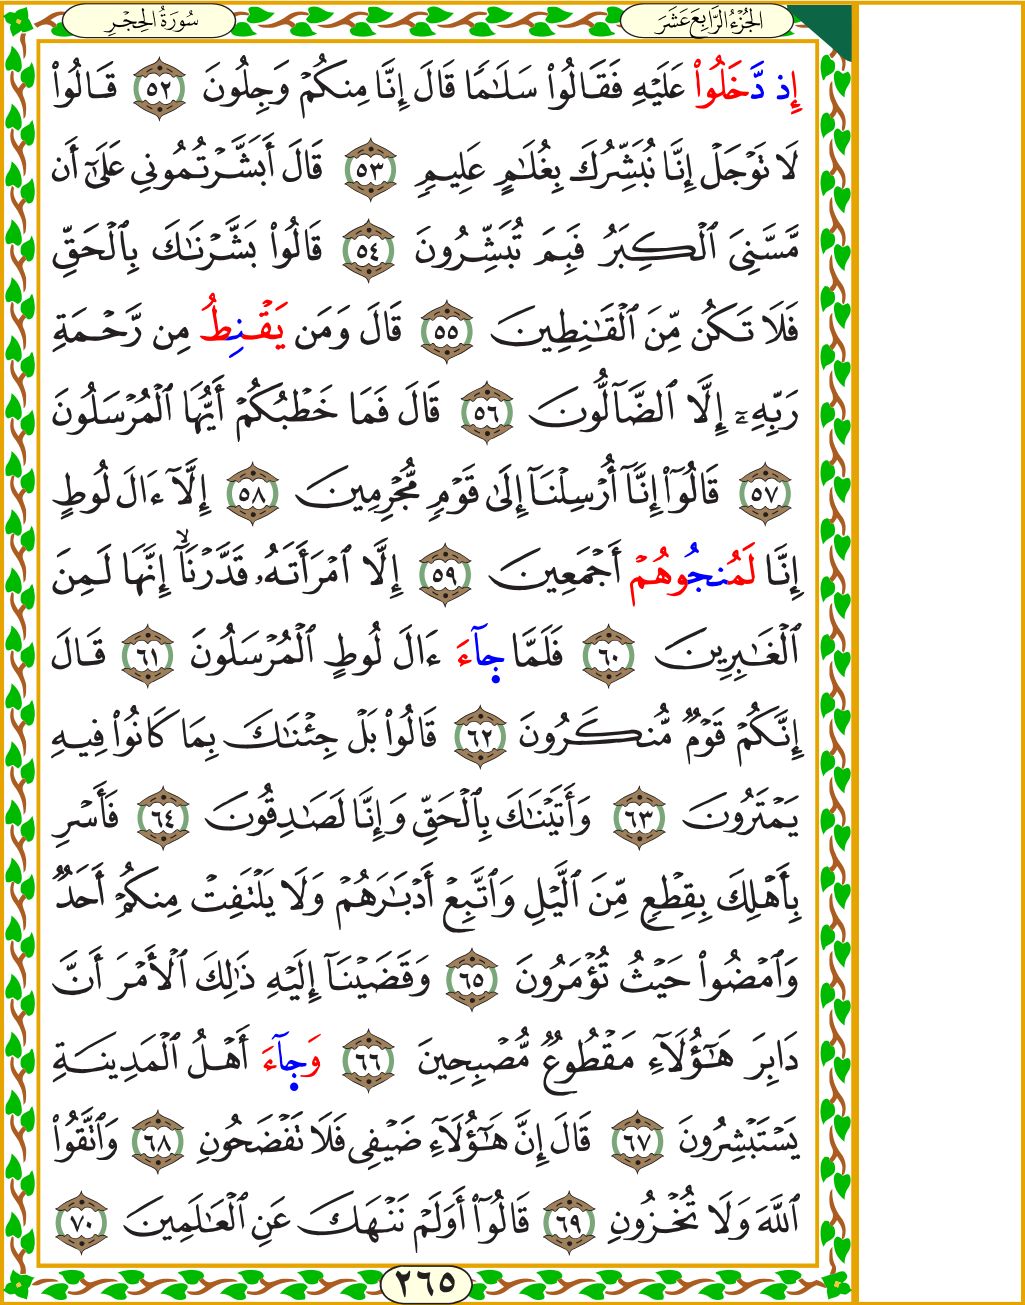 الجُزْءُ الرَّابِعَ عَشَرَ
سُورَةُ الحِجْرِ
إِذ دَّخَلُواْ عَلَيْهِ فَقَالُواْ سَلَٰمٗا قَالَ إِنَّا مِنكُمْ وَجِلُونَ ٥٢ قَالُواْ
لَا تَوْجَلْ إِنَّا نُبَشِّرُكَ بِغُلَٰمٍ عَلِيمٖ ٥٣ قَالَ أَبَشَّرْتُمُونِي عَلَىٰٓ أَن
مَّسَّنِيَ ٱلْكِبَرُ فَبِمَ تُبَشِّرُونَ ٥٤ قَالُواْ بَشَّرْنَٰكَ بِٱلْحَقِّ
فَلَا تَكُن مِّنَ ٱلْقَٰنِطِينَ ٥٥ قَالَ وَمَن يَقْنِطُ مِن رَّحْمَةِ
رَبِّهِۦٓ إِلَّا ٱلضَّآلُّونَ ٥٦ قَالَ فَمَا خَطْبُكُمْ أَيُّهَا ٱلْمُرْسَلُونَ
٥٧ قَالُوٓاْ إِنَّآ أُرْسِلْنَآ إِلَىٰ قَوْمٖ مُّجْرِمِينَ ٥٨ إِلَّآ ءَالَ لُوطٍ
إِنَّا لَمُنجُوهُمْ أَجْمَعِينَ ٥٩ إِلَّا ٱمْرَأَتَهُۥ قَدَّرْنَآۙ إِنَّهَا لَمِنَ
ٱلْغَٰبِرِينَ ٦٠ فَلَمَّا جَآءَ ءَالَ لُوطٍ ٱلْمُرْسَلُونَ ٦١ قَالَ
إِنَّكُمْ قَوْمٞ مُّنكَرُونَ ٦٢ قَالُواْ بَلْ جِئْنَٰكَ بِمَا كَانُواْ فِيهِ
يَمْتَرُونَ ٦٣ وَأَتَيْنَٰكَ بِٱلْحَقِّ وَإِنَّا لَصَٰدِقُونَ ٦٤ فَأَسْرِ
بِأَهْلِكَ بِقِطْعٖ مِّنَ ٱلَّيْلِ وَٱتَّبِعْ أَدْبَٰرَهُمْ وَلَا يَلْتَفِتْ مِنكُمْ أَحَدٞ
وَٱمْضُواْ حَيْثُ تُؤْمَرُونَ ٦٥ وَقَضَيْنَآ إِلَيْهِ ذَٰلِكَ ٱلْأَمْرَ أَنَّ
دَابِرَ هَٰٓؤُلَآءِ مَقْطُوعٞ مُّصْبِحِينَ ٦٦ وَجَآءَ أَهْلُ ٱلْمَدِينَةِ
يَسْتَبْشِرُونَ ٦٧ قَالَ إِنَّ هَٰٓؤُلَآءِ ضَيْفِي فَلَا تَفْضَحُونِ ٦٨ وَٱتَّقُواْ
ٱللَّهَ وَلَا تُخْزُونِ ٦٩ قَالُوٓاْ أَوَلَمْ نَنْهَكَ عَنِ ٱلْعَٰلَمِينَ ٧٠
٢٦٥